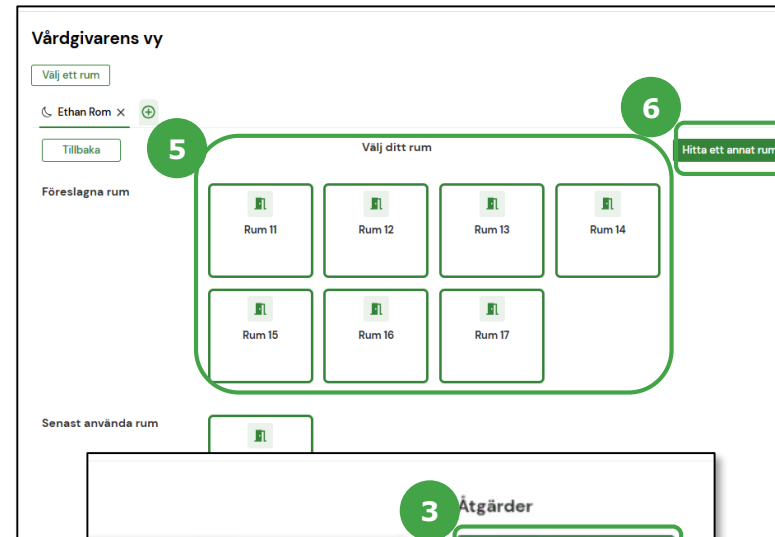 Vårdgivarens vy
Välj ett rum
Ethan Rom
6
Tillbaka
5
Välj ditt rum
Hitta ett annat rum
Föreslagna rum
Rum 11
Rum 12
Rum 13
Rum 14
Rum 15
Rum 16
Rum 17
Senast använda rum
3
Åtgärder